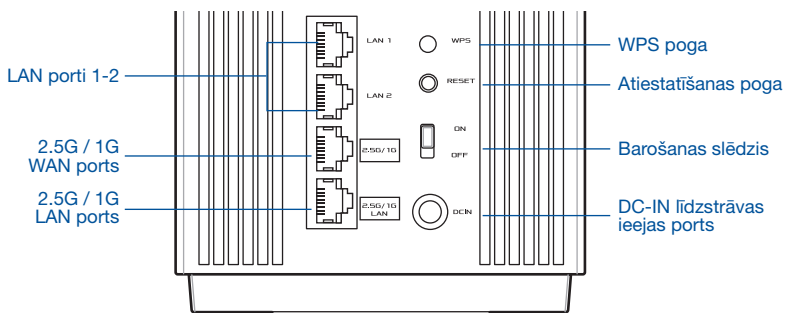 LAN porti 1-2
2.5G / 1G
WAN ports
2.5G / 1G
LAN ports
LAN 1
LAN 2
2.5G/1G
2.5G/1G
LAN
WPS
RESET
ON
OFF
DCIN
WPS poga
Atiestatīšanas poga
Barošanas slēdzis
DC-IN līdzstrāvas
ieejas ports